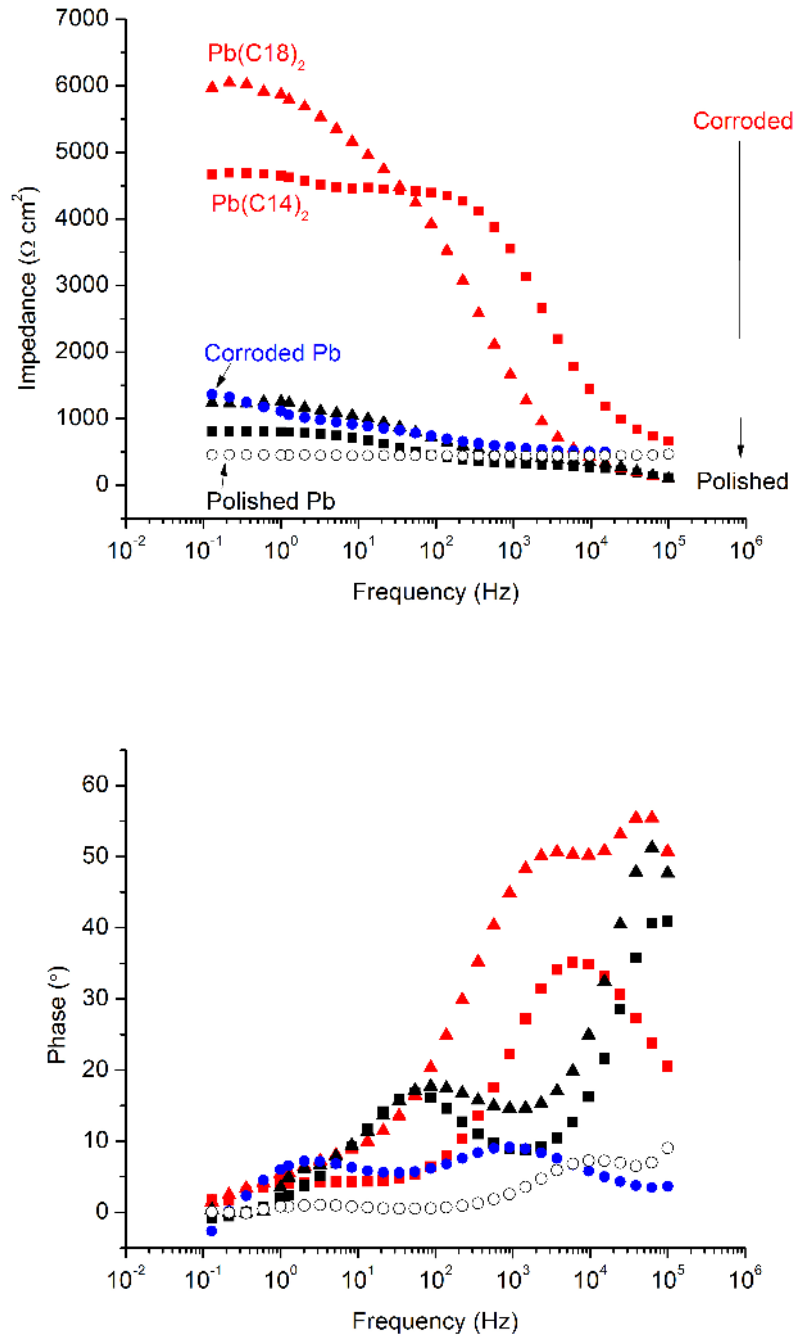 7000
6000
5000
4000
3000
2000
1000
0
Impedance (Ω cm²)
Pb(C18)₂
Pb(C14)₂
Corroded Pb
Polished Pb
Corroded
Polished
10⁻² 10⁻¹ 10⁰ 10¹ 10² 10³ 10⁴ 10⁵ 10⁶
Frequency (Hz)
60
50
40
30
20
10
0
Phase (°)
10⁻² 10⁻¹ 10⁰ 10¹ 10² 10³ 10⁴ 10⁵ 10⁶
Frequency (Hz)